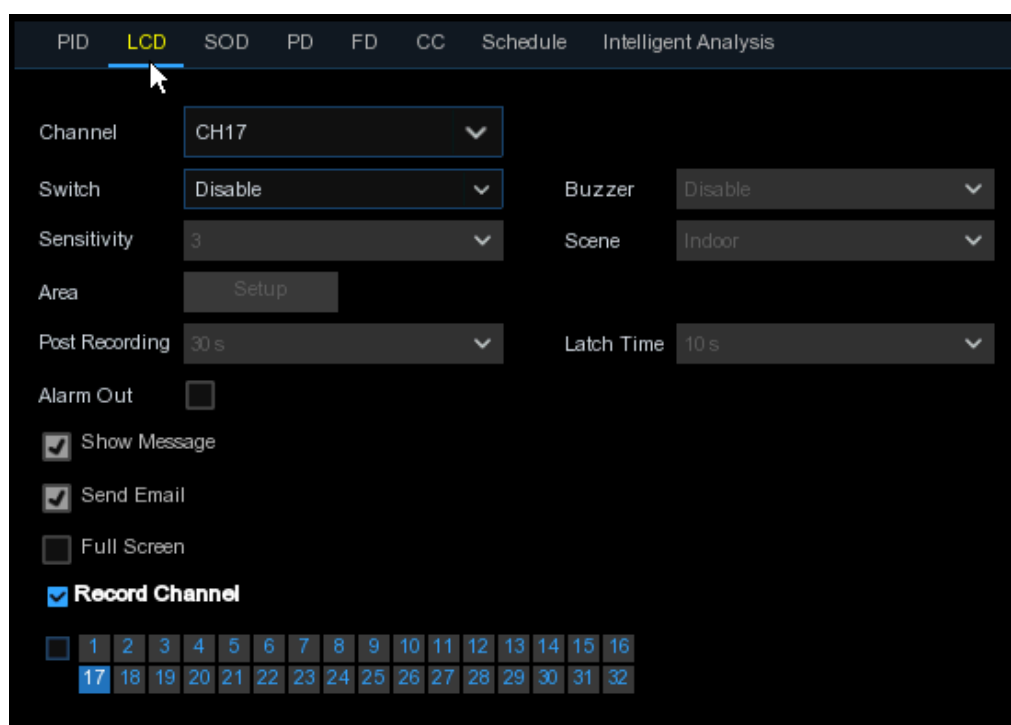 PID LCD SOD PD FD CC Schedule Intelligent Analysis
Channel CH17
Switch Disable Buzzer Disable
Sensitivity 3 Scene Indoor
Area Setup
Post Recording 30 s Latch Time 10 s
Alarm Out
Show Message
Send Email
Full Screen
Record Channel
1 2 3 4 5 6 7 8 9 10 11 12 13 14 15 16
17 18 19 20 21 22 23 24 25 26 27 28 29 30 31 32